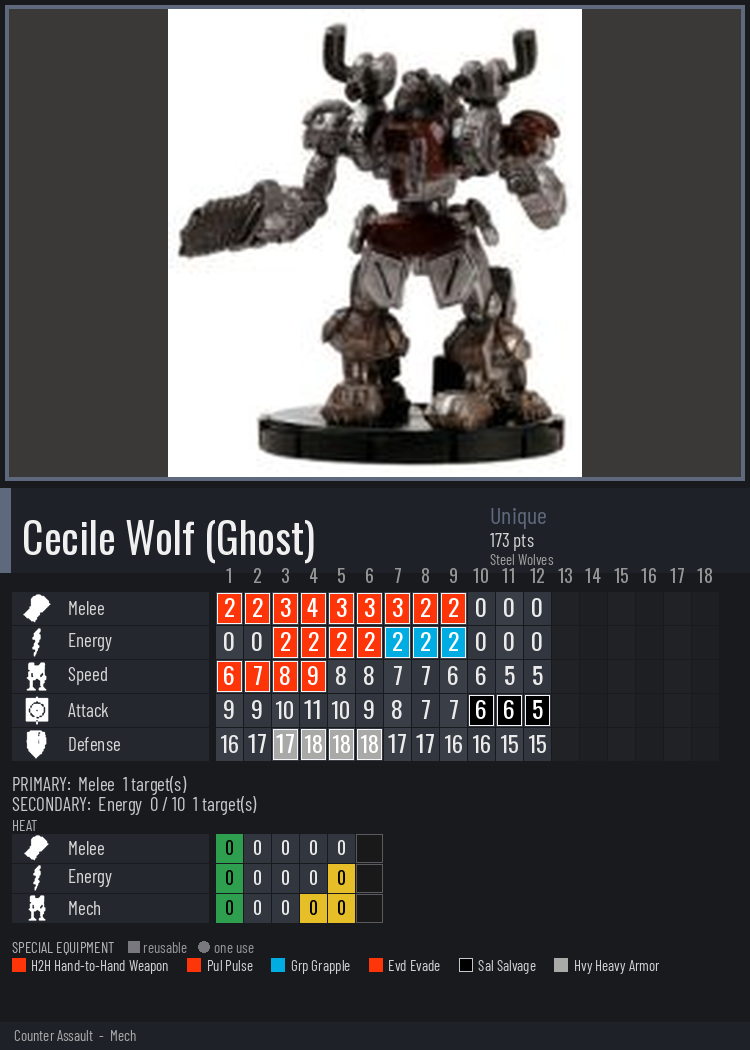 Cecile Wolf (Ghost)
Unique
173 pts
Steel Wolves
1 2 3 4 5 6 7 8 9 10 11 12 13 14 15 16 17 18
Melee 2 2 3 4 3 3 3 2 2 0 0 0
Energy 0 0 2 2 2 2 2 2 2 0 0 0
Speed 6 7 8 9 8 8 7 7 6 6 5 5
Attack 9 9 10 11 10 9 8 7 7 6 6 5
Defense 16 17 17 18 18 18 17 17 16 16 15 15
PRIMARY: Melee 1 target(s)
SECONDARY: Energy 0 / 10 1 target(s)
HEAT
Melee 0 0 0 0 0
Energy 0 0 0 0 0
Mech 0 0 0 0 0
SPECIAL EQUIPMENT reusable one use
H2H Hand-to-Hand Weapon Pul Pulse Grp Grapple Evd Evade Sal Salvage Hvy Heavy Armor
Counter Assault - Mech